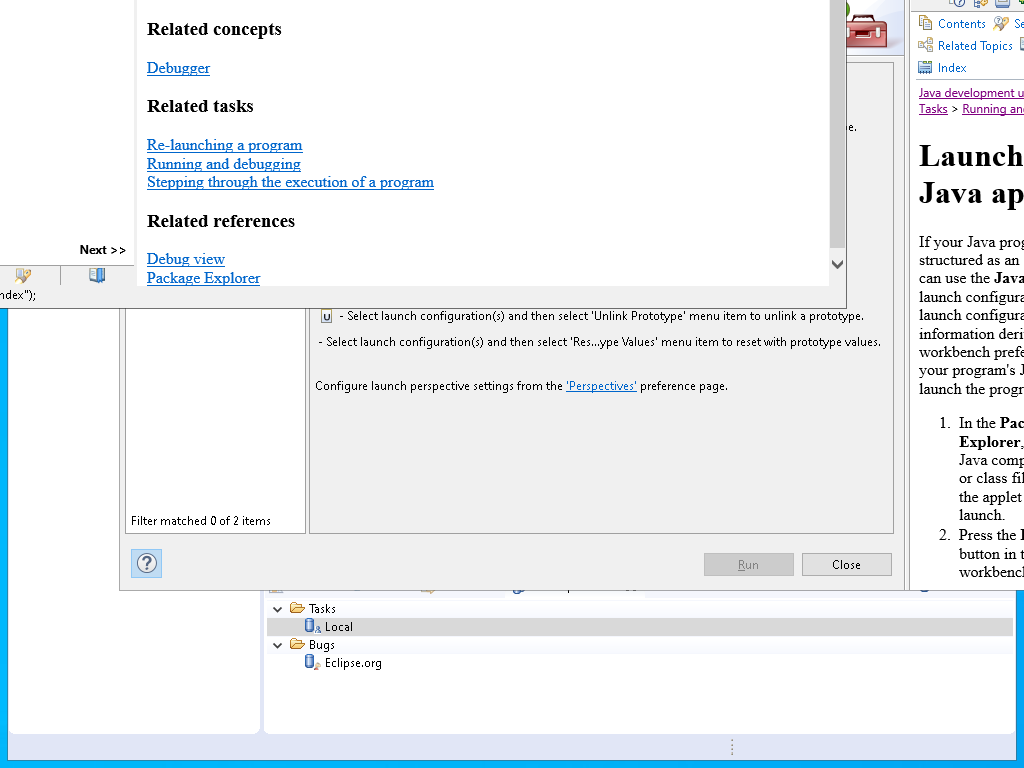 Related concepts
Debugger
Related tasks
Re-launching a program
Running and debugging
Stepping through the execution of a program
Related references
Debug view
Package Explorer
Next >>
ndex");
e.
U - Select launch configuration(s) and then select 'Unlink Prototype' menu item to unlink a prototype.
- Select launch configuration(s) and then select 'Res...ype Values' menu item to reset with prototype values.
Configure launch perspective settings from the 'Perspectives' preference page.
Filter matched 0 of 2 items
Run
Close
Contents
Se
Related Topics
Index
Java development u
Tasks > Running an
Launch
Java ap
If your Java prog
structured as an
can use the Java
launch configura
launch configura
information deri
workbench prefe
your program's J
launch the progr
1. In the Pac
Explorer,
Java comp
or class fil
the applet
launch.
2. Press the
button in t
workbench
Tasks
Local
Bugs
Eclipse.org